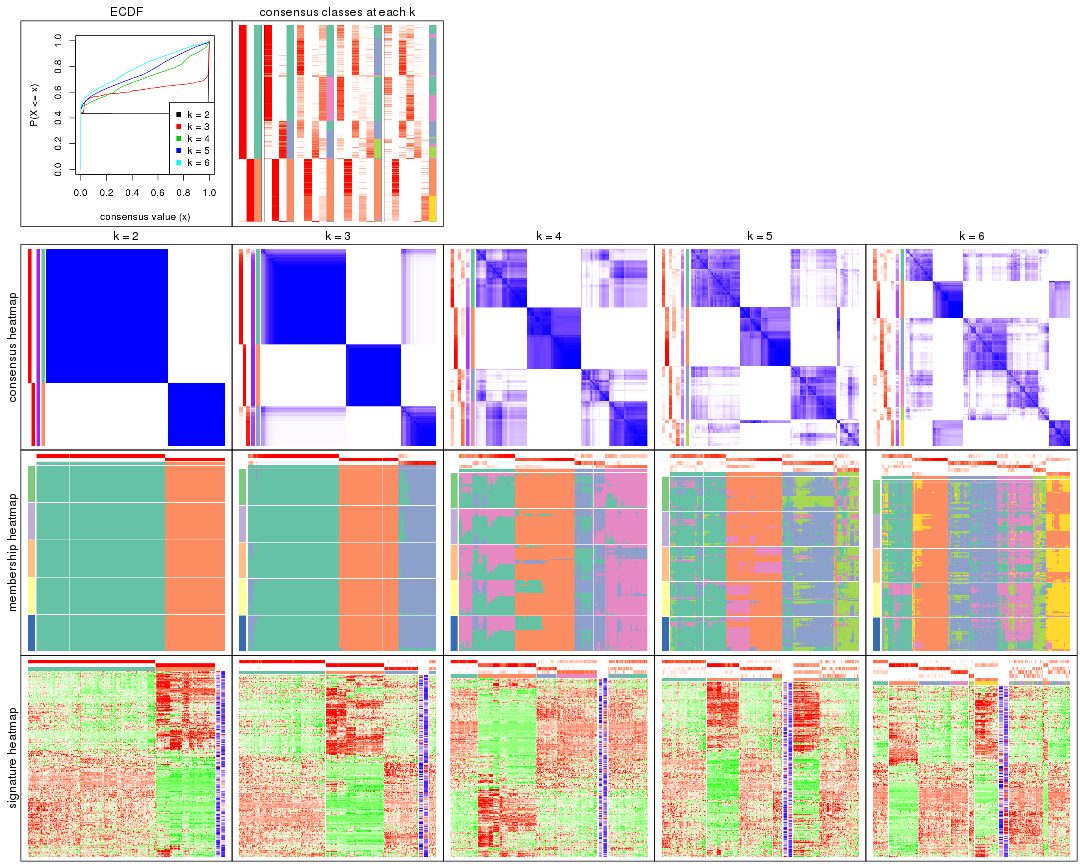 ECDF
consensus classes at each k
P(X <= x)
0.0 0.2 0.4 0.6 0.8 1.0
k = 2
k = 3
k = 4
k = 5
k = 6
0.0 0.2 0.4 0.6 0.8 1.0
consensus value (x)
k = 2
k = 3
k = 4
k = 5
k = 6
consensus heatmap
membership heatmap
signature heatmap